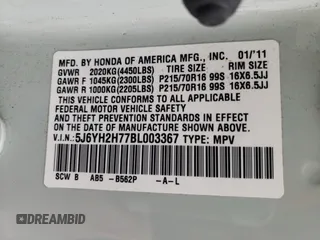 MFD. BY HONDA OF AMERICA MFG., INC. 01/'11
GVWR 2020KG(4450LBS) TIRE SIZE RIM SIZE
GAWR F 1045KG(2300LBS) P215/70R16 99S 16X6.5JJ
GAWR R 1000KG(2205LBS) P215/70R16 99S 16X6.5JJ
THIS VEHICLE CONFORMS TO ALL APPLICABLE
FEDERAL MOTOR VEHICLE SAFETY AND THEFT
PREVENTION STANDARDS IN EFFECT ON THE DATE
OF MANUFACTURE SHOWN ABOVE.
V.I.N.:5J6YH2H77BL003367 TYPE: MPV
SCW B AB5 -B562P -A-L
DREAMBID